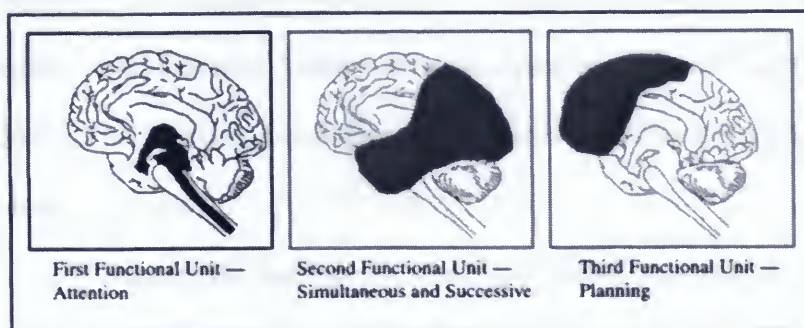 First Functional Unit —
Attention
Second Functional Unit —
Simultaneous and Successive
Third Functional Unit —
Planning